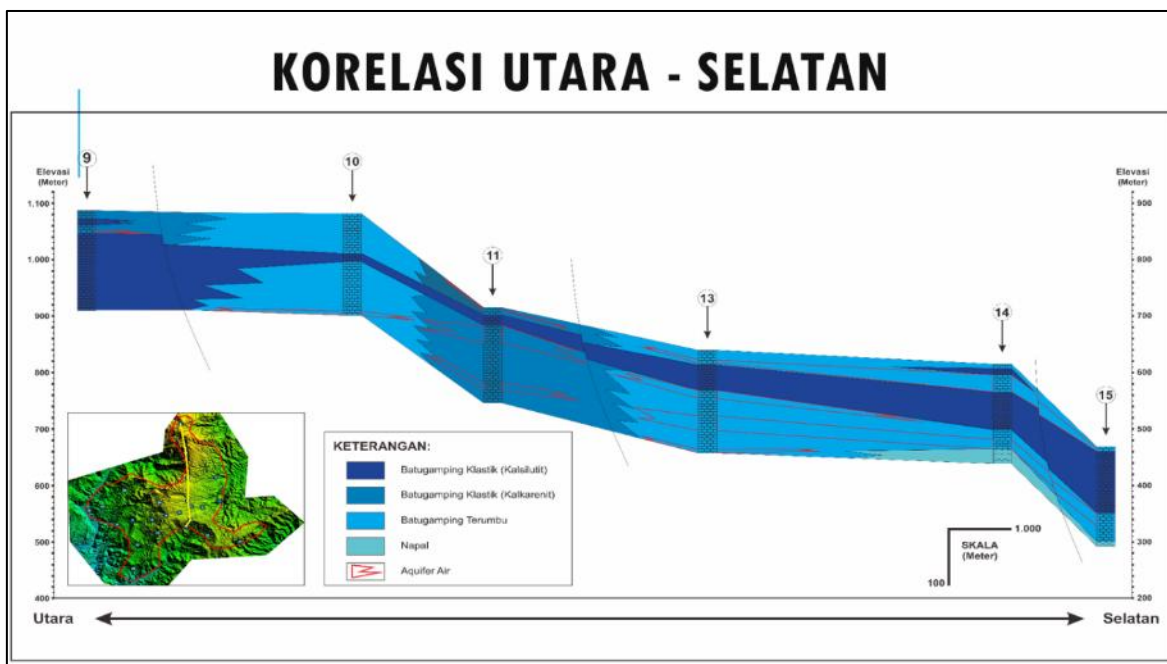 KORELASI UTARA - SELATAN
9
10
11
13
14
15
Elevasi
(Meter)
1.100
1.000
900
800
700
600
500
400
Elevasi
(Meter)
900
800
700
600
500
400
300
200
KETERANGAN:
Batugamping Klastik (Kalsilutit)
Batugamping Klastik (Kalkarenit)
Batugamping Terumbu
Napal
Aquifer Air
1.000
SKALA
(Meter)
100
Utara
Selatan